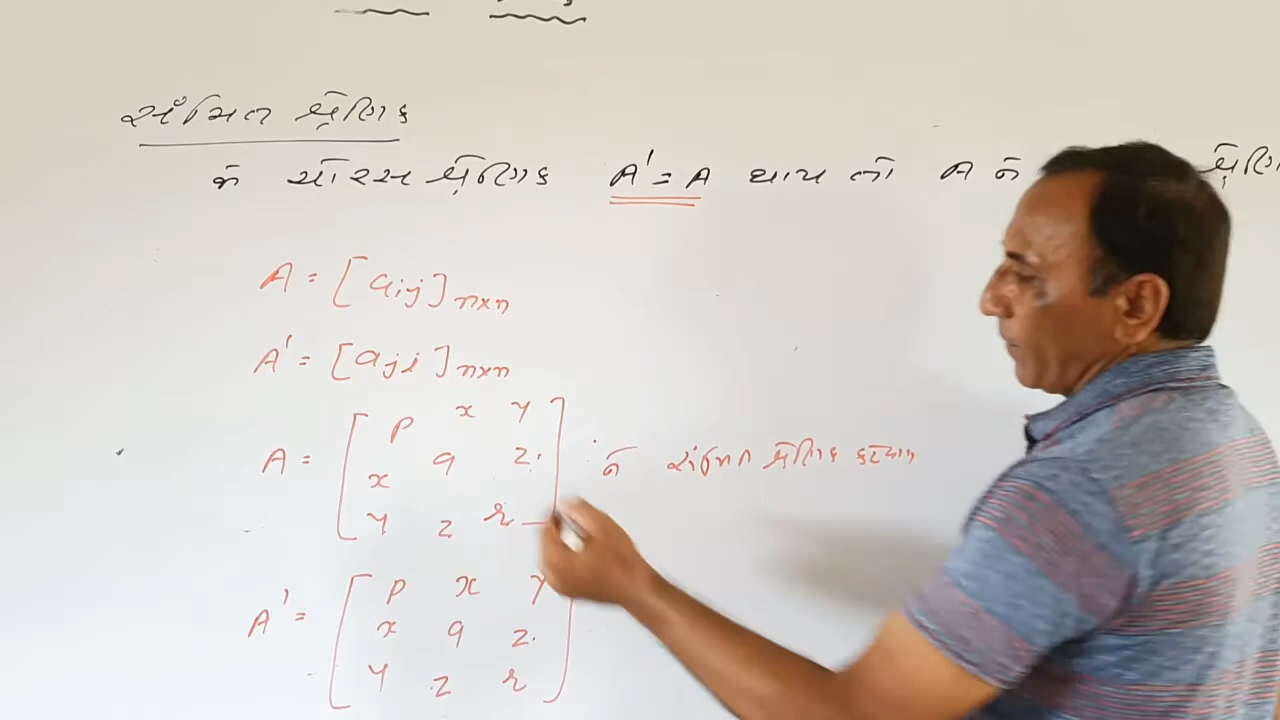 સંમિત શ્રેણિક
જે ચોરસ શ્રેણિક A' = A થાય તો A ને શ્રેણિ
A = [aij]n×n
A' = [aji]n×n
A = [p x y
x q z
y z r] ને સંમિત શ્રેણિક કહેવાય
A' = [p x y
x q z
y z r]